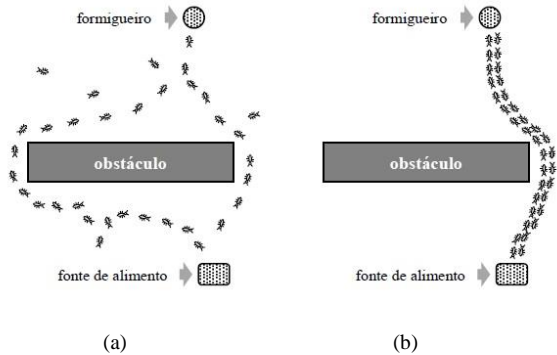 formigueiro
obstáculo
fonte de alimento
(a)
formigueiro
obstáculo
fonte de alimento
(b)